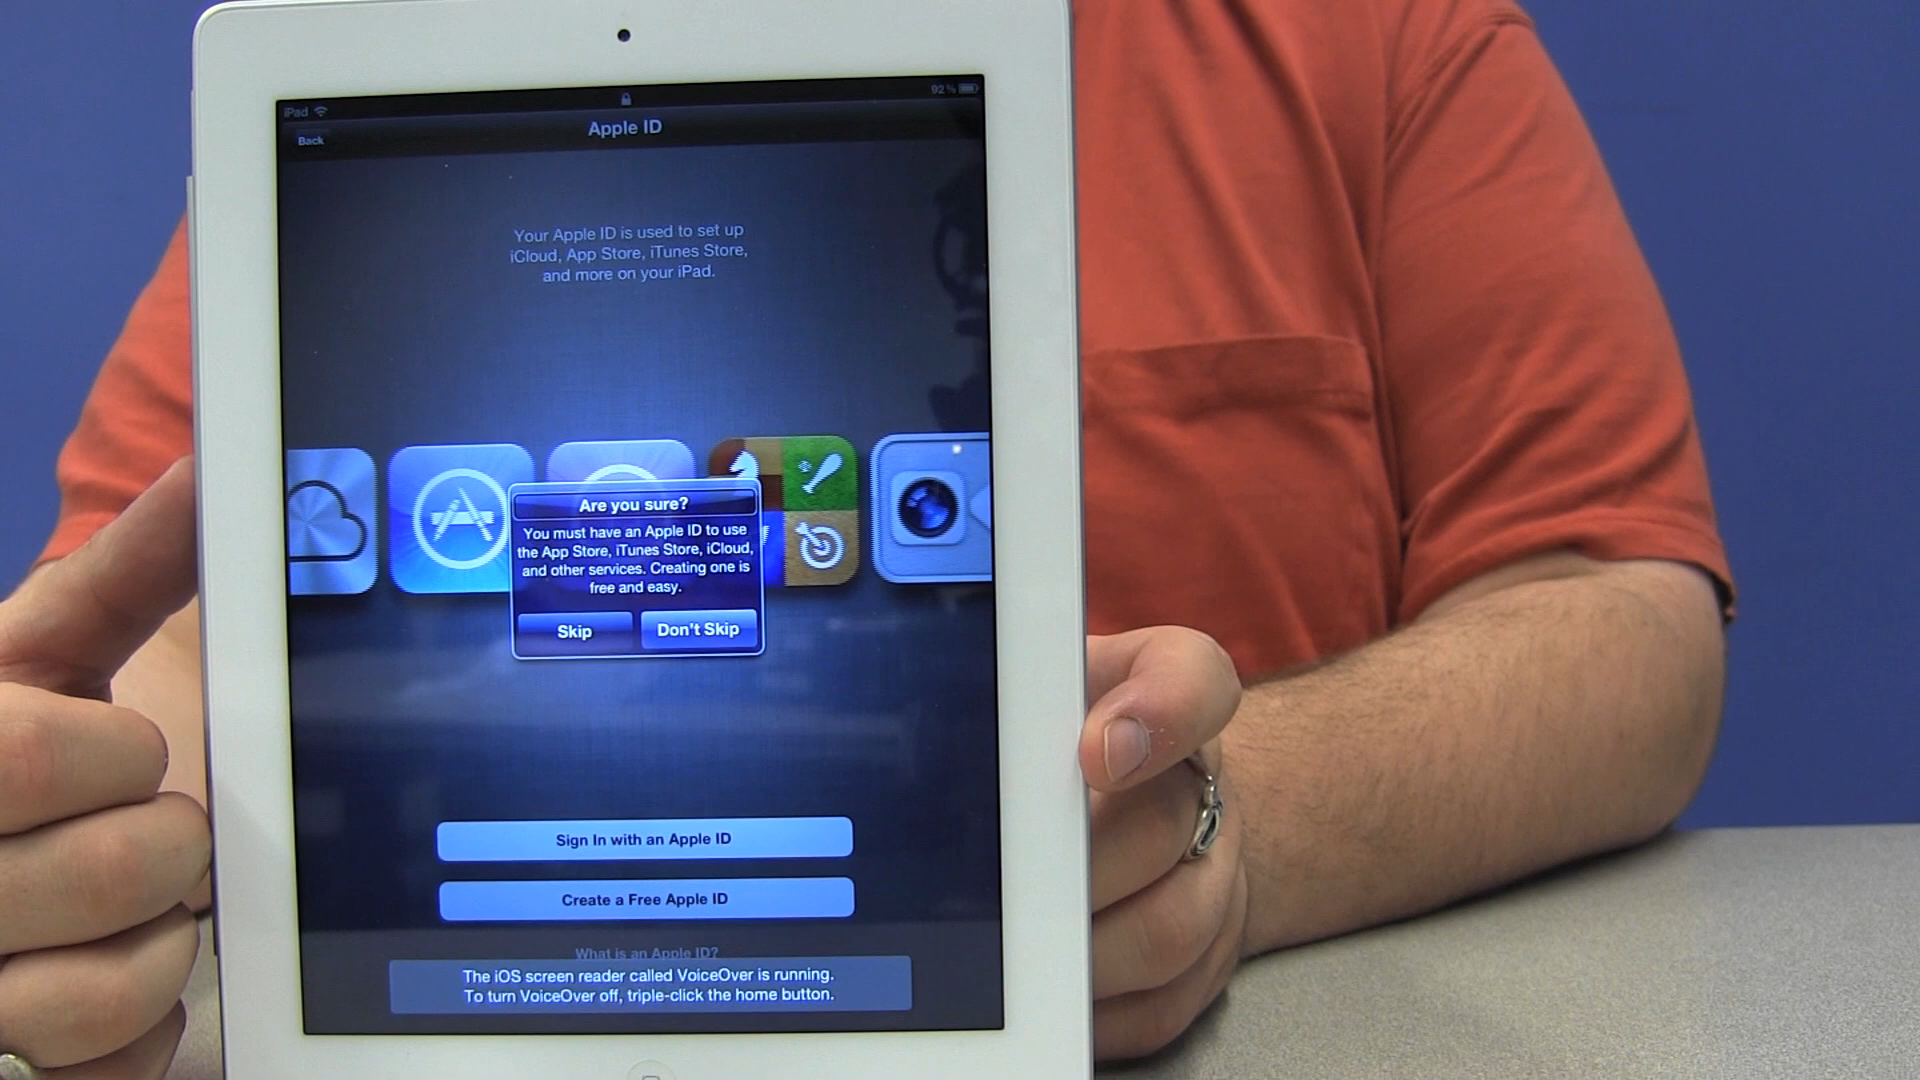 iPad
92%
Back
Apple ID
Your Apple ID is used to set up
iCloud, App Store, iTunes Store,
and more on your iPad.
Are you sure?
You must have an Apple ID to use
the App Store, iTunes Store, iCloud,
and other services. Creating one is
free and easy.
Skip
Don't Skip
Sign In with an Apple ID
Create a Free Apple ID
What is an Apple ID?
The iOS screen reader called VoiceOver is running.
To turn VoiceOver off, triple-click the home button.